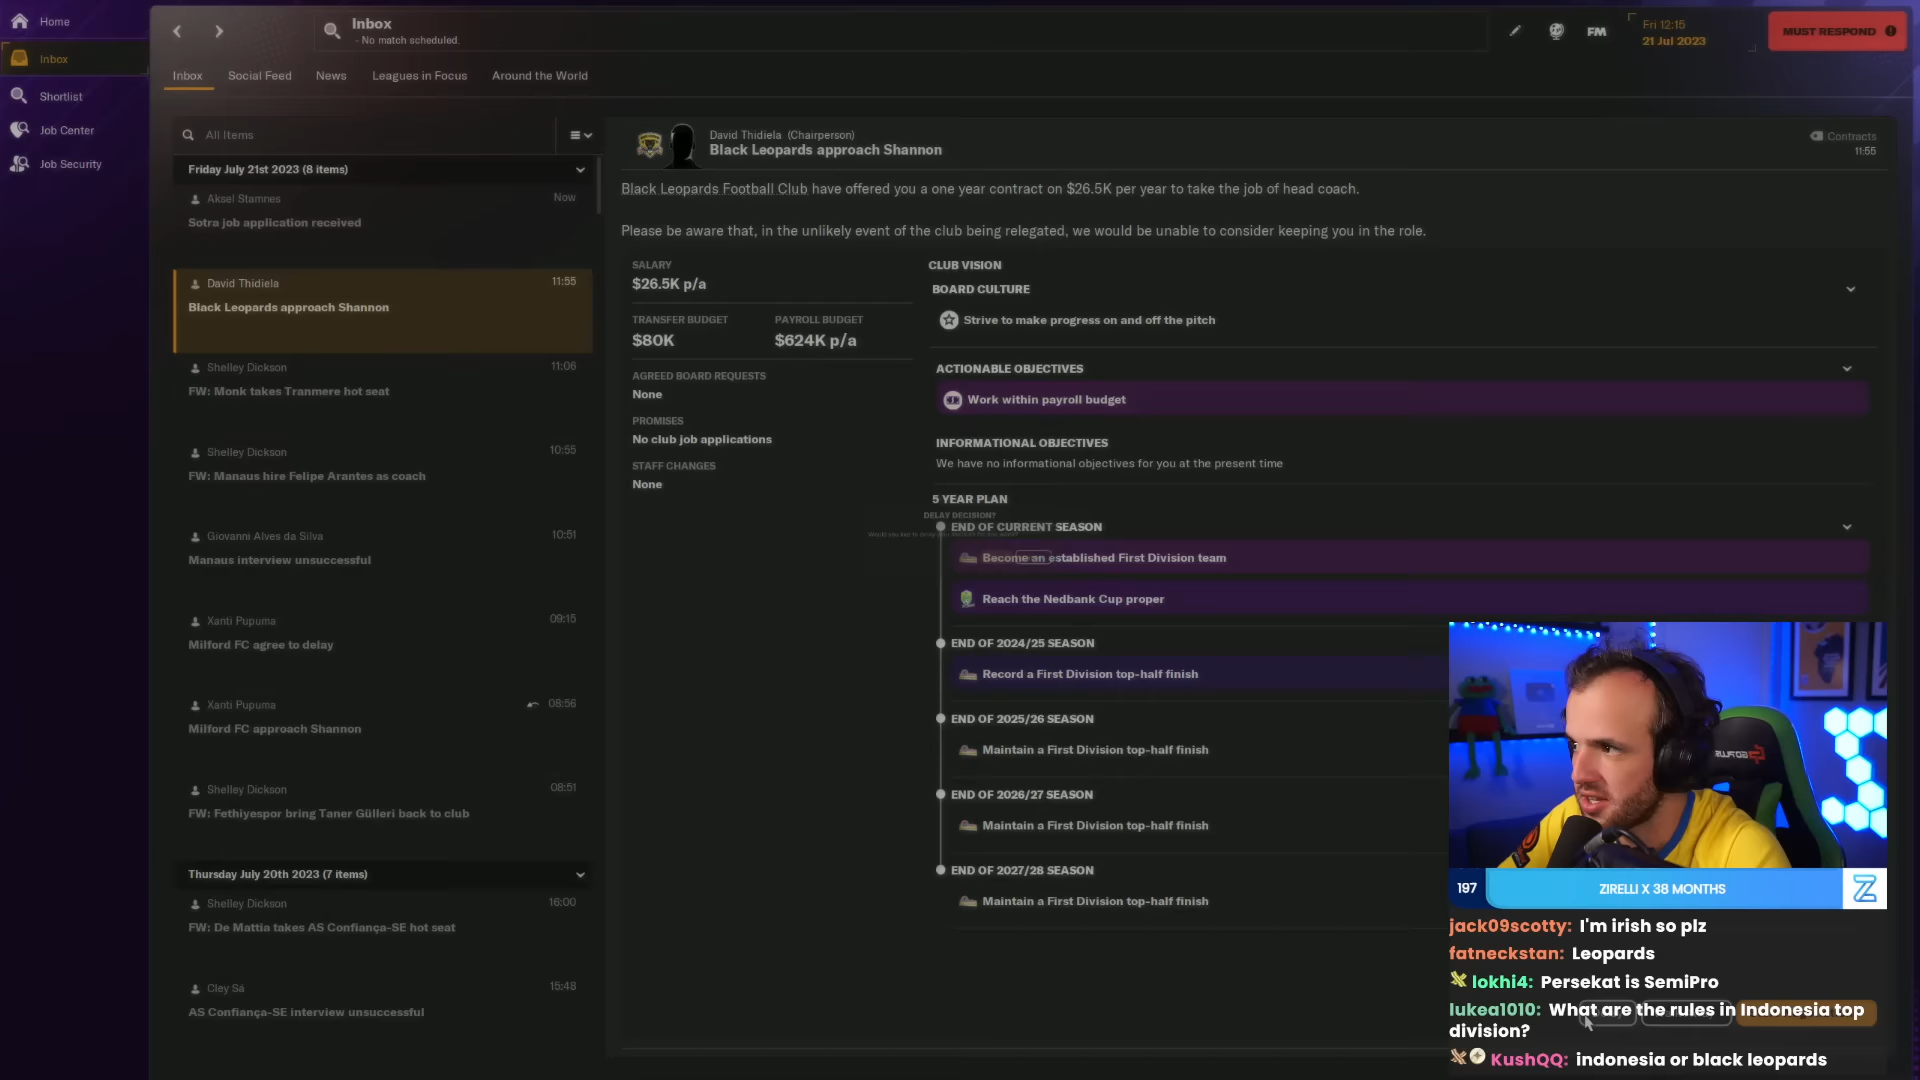 Home
Inbox
Shortlist
Job Center
Job Security
Inbox
- No match scheduled.
FM
Fri 12:15
21 Jul 2023
MUST RESPOND
Inbox
Social Feed
News
Leagues in Focus
Around the World
All Items
Friday July 21st 2023 (8 items)
Aksel Stamnes
Now
Sotra job application received
David Thidiela
11:55
Black Leopards approach Shannon
Shelley Dickson
11:06
FW: Monk takes Tranmere hot seat
Shelley Dickson
10:55
FW: Manaus hire Felipe Arantes as coach
Giovanni Alves da Silva
10:51
Manaus interview unsuccessful
Xanti Pupuma
09:15
Milford FC agree to delay
Xanti Pupuma
08:56
Milford FC approach Shannon
Shelley Dickson
08:51
FW: Fethiyespor bring Taner Gülleri back to club
Thursday July 20th 2023 (7 items)
Shelley Dickson
16:00
FW: De Mattia takes AS Confiança-SE hot seat
Cley Sá
15:48
AS Confiança-SE interview unsuccessful
David Thidiela (Chairperson)
Black Leopards approach Shannon
Contracts
11:55
Black Leopards Football Club have offered you a one year contract on $26.5K per year to take the job of head coach.
Please be aware that, in the unlikely event of the club being relegated, we would be unable to consider keeping you in the role.
SALARY
$26.5K p/a
TRANSFER BUDGET
$80K
PAYROLL BUDGET
$624K p/a
AGREED BOARD REQUESTS
None
PROMISES
No club job applications
STAFF CHANGES
None
CLUB VISION
BOARD CULTURE
Strive to make progress on and off the pitch
ACTIONABLE OBJECTIVES
Work within payroll budget
INFORMATIONAL OBJECTIVES
We have no informational objectives for you at the present time
5 YEAR PLAN
DELAY DECISION?
END OF CURRENT SEASON
Become an established First Division team
Reach the Nedbank Cup proper
END OF 2024/25 SEASON
Record a First Division top-half finish
END OF 2025/26 SEASON
Maintain a First Division top-half finish
END OF 2026/27 SEASON
Maintain a First Division top-half finish
END OF 2027/28 SEASON
Maintain a First Division top-half finish
197
ZIRELLI X 38 MONTHS
jack09scotty: I'm irish so plz
fatneckstan: Leopards
lokhi4: Persekat is SemiPro
lukea1010: What are the rules in Indonesia top
division?
KushQQ: indonesia or black leopards